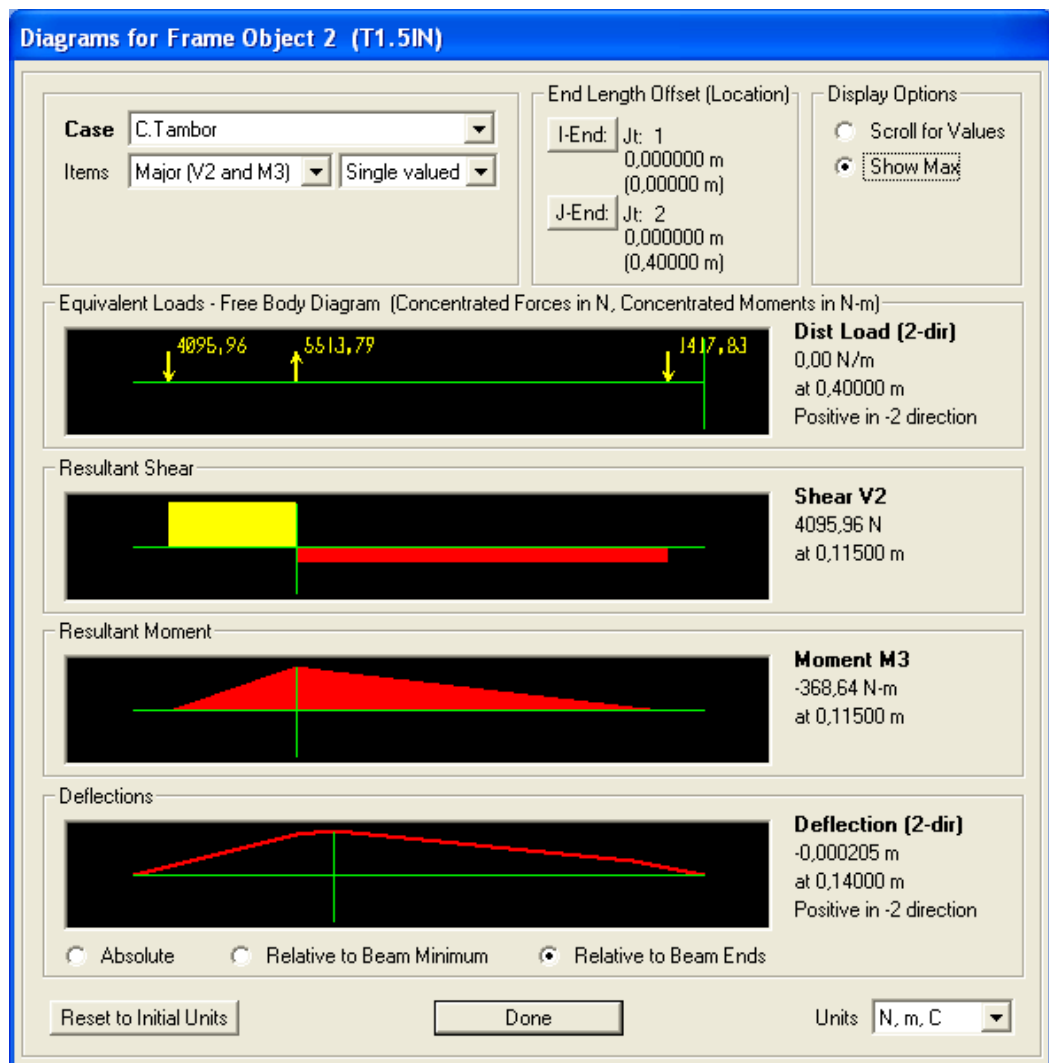 Diagrams for Frame Object 2 (T1.5IN)
Case C.Tambor
Items Major (V2 and M3) Single valued
End Length Offset (Location)
I-End: Jt: 1
0,000000 m
(0,00000 m)
J-End: Jt: 2
0,000000 m
(0,40000 m)
Display Options
Scroll for Values
Show Max
Equivalent Loads - Free Body Diagram (Concentrated Forces in N, Concentrated Moments in N-m)
4095,96 5513,79 1417,83
Dist Load (2-dir)
0,00 N/m
at 0,40000 m
Positive in -2 direction
Resultant Shear
Shear V2
4095,96 N
at 0,11500 m
Resultant Moment
Moment M3
-368,64 N-m
at 0,11500 m
Deflections
Deflection (2-dir)
-0,000205 m
at 0,14000 m
Positive in -2 direction
Absolute Relative to Beam Minimum Relative to Beam Ends
Reset to Initial Units Done Units N, m, C